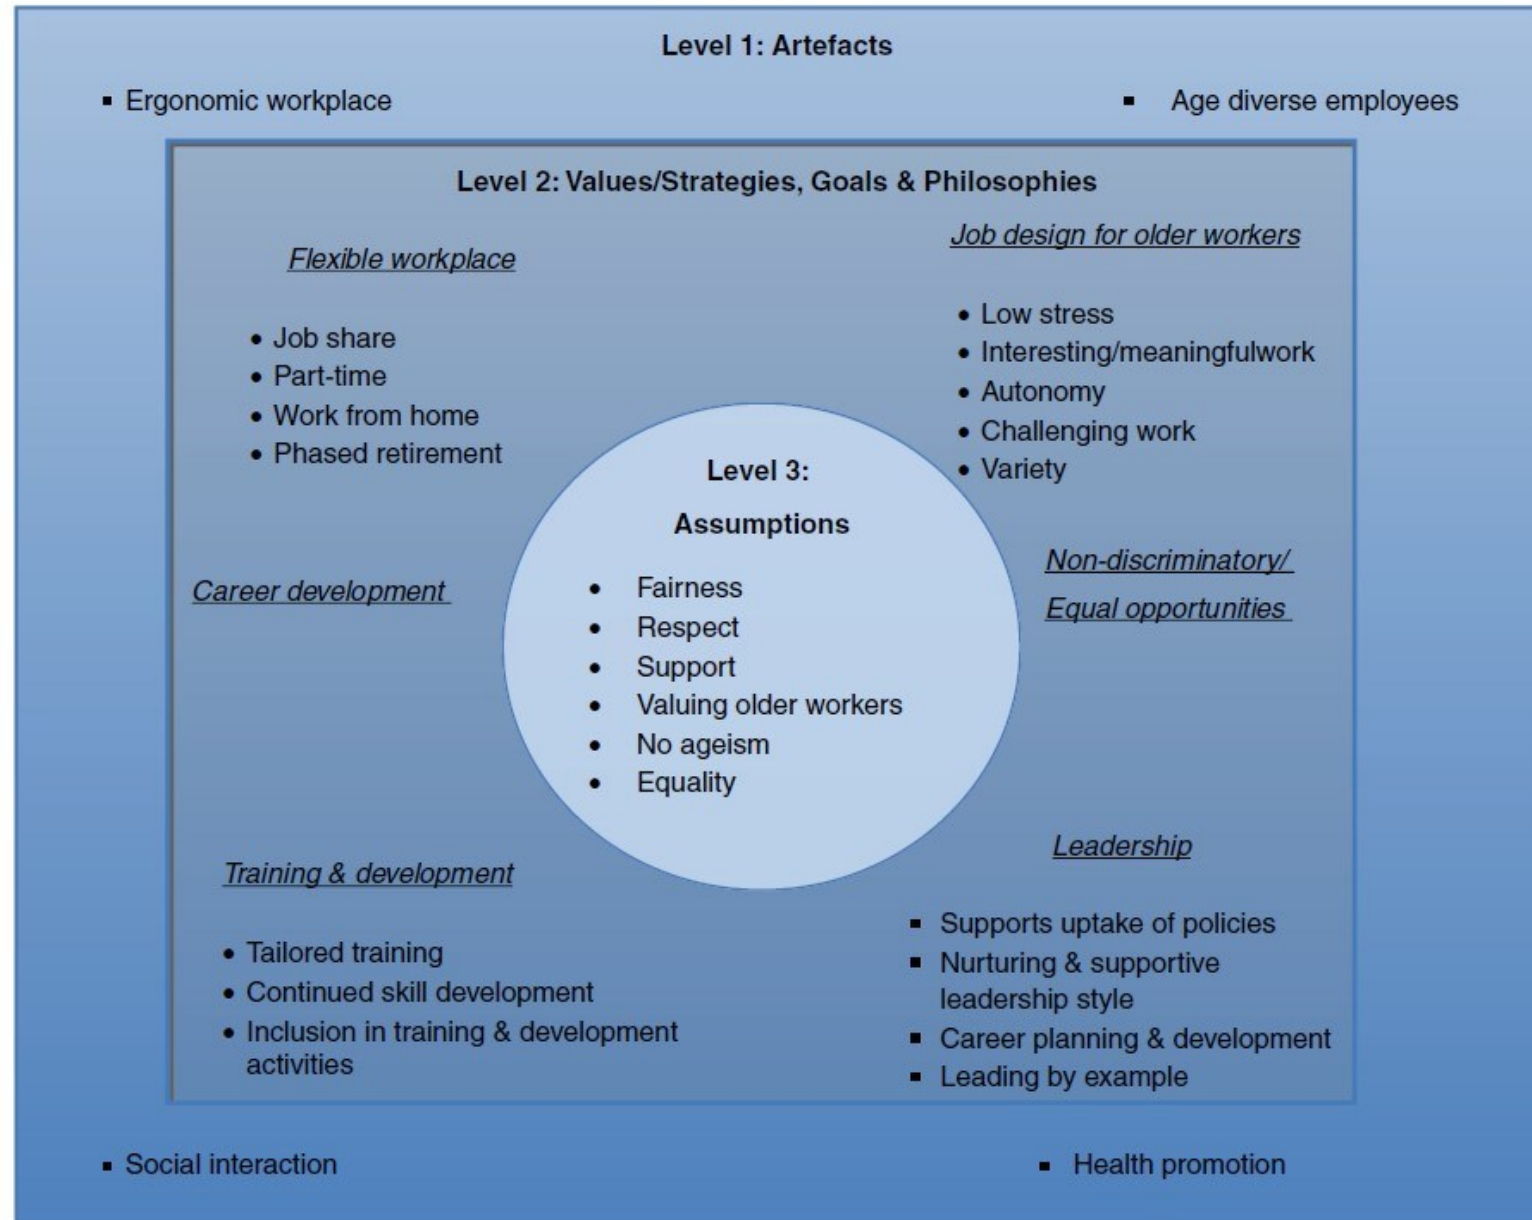 Level 1: Artefacts
▪ Ergonomic workplace
▪ Age diverse employees
Level 2: Values/Strategies, Goals & Philosophies
Flexible workplace
• Job share
• Part-time
• Work from home
• Phased retirement
Job design for older workers
• Low stress
• Interesting/meaningfulwork
• Autonomy
• Challenging work
• Variety
Career development
Level 3:
Assumptions
• Fairness
• Respect
• Support
• Valuing older workers
• No ageism
• Equality
Non-discriminatory/
Equal opportunities
Training & development
• Tailored training
• Continued skill development
• Inclusion in training & development
activities
Leadership
▪ Supports uptake of policies
▪ Nurturing & supportive
leadership style
▪ Career planning & development
▪ Leading by example
▪ Social interaction
▪ Health promotion